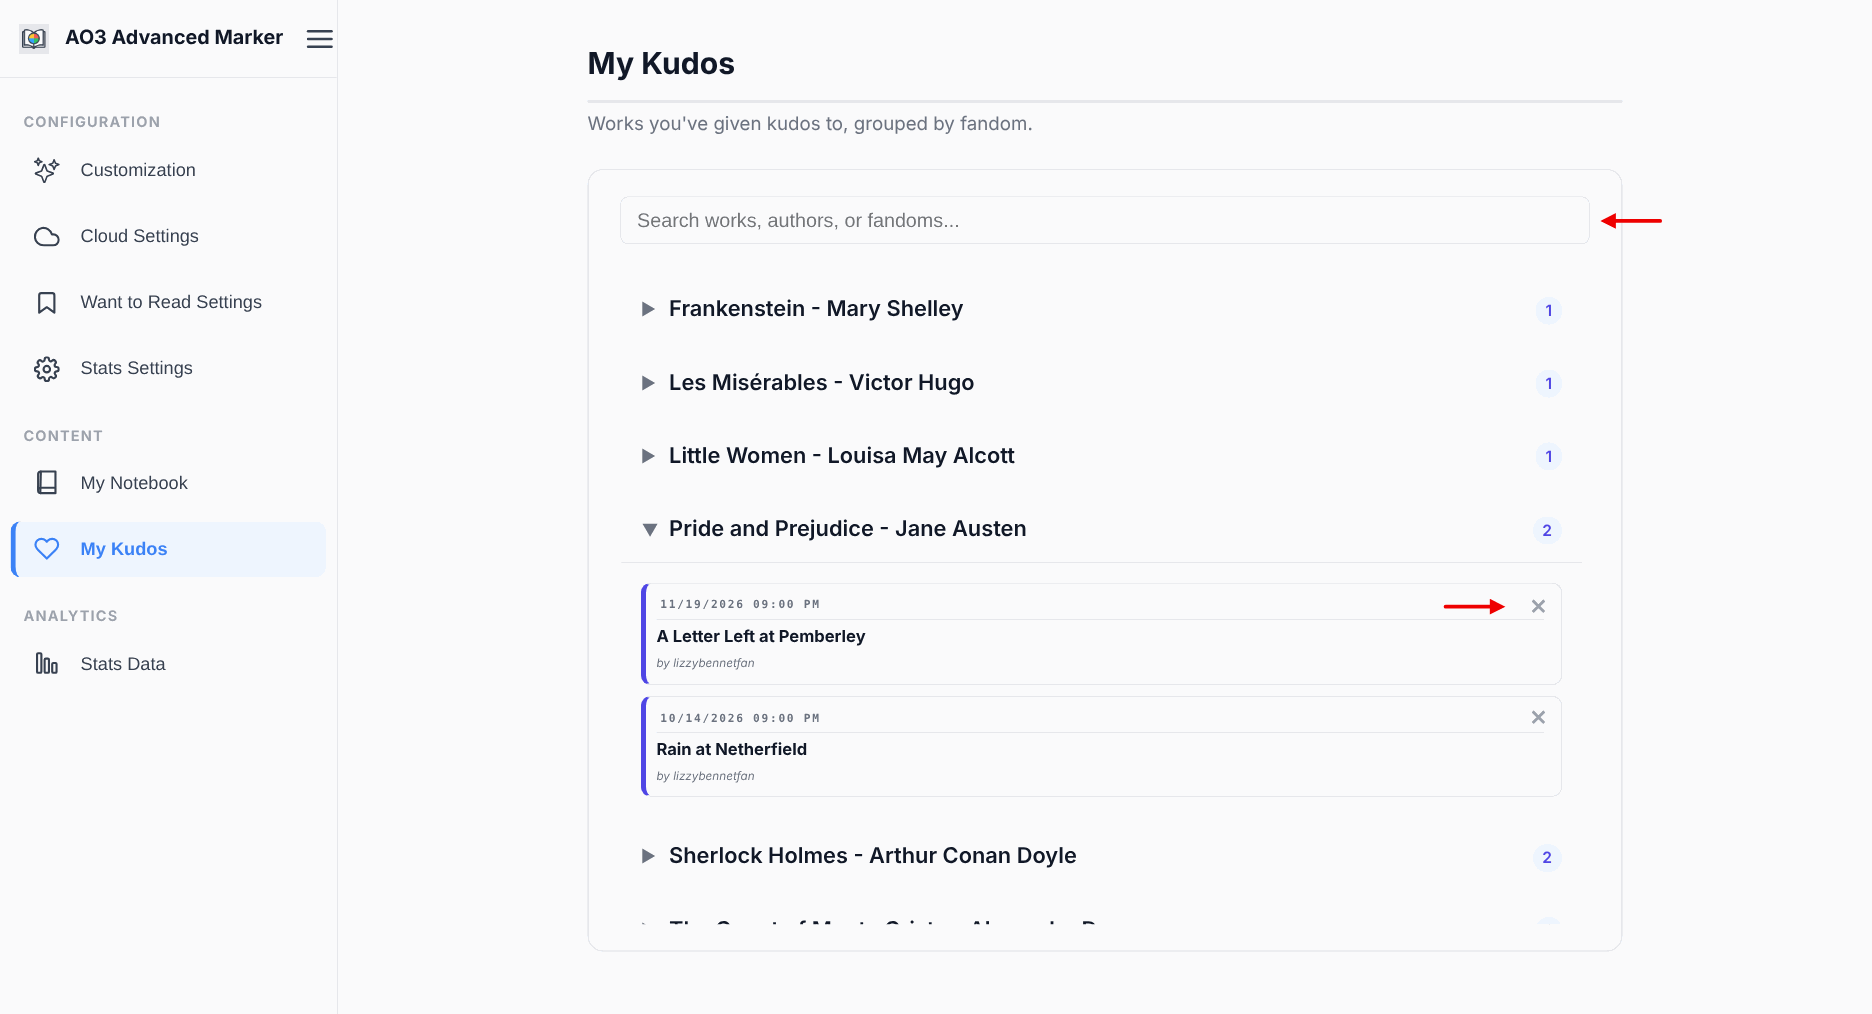 AO3 Advanced Marker
CONFIGURATION
Customization
Cloud Settings
Want to Read Settings
Stats Settings
CONTENT
My Notebook
My Kudos
ANALYTICS
Stats Data
My Kudos
Works you've given kudos to, grouped by fandom.
Search works, authors, or fandoms...
Frankenstein - Mary Shelley 1
Les Misérables - Victor Hugo 1
Little Women - Louisa May Alcott 1
Pride and Prejudice - Jane Austen 2
11/19/2026 09:00 PM
A Letter Left at Pemberley
by lizzybennetfan
10/14/2026 09:00 PM
Rain at Netherfield
by lizzybennetfan
Sherlock Holmes - Arthur Conan Doyle 2